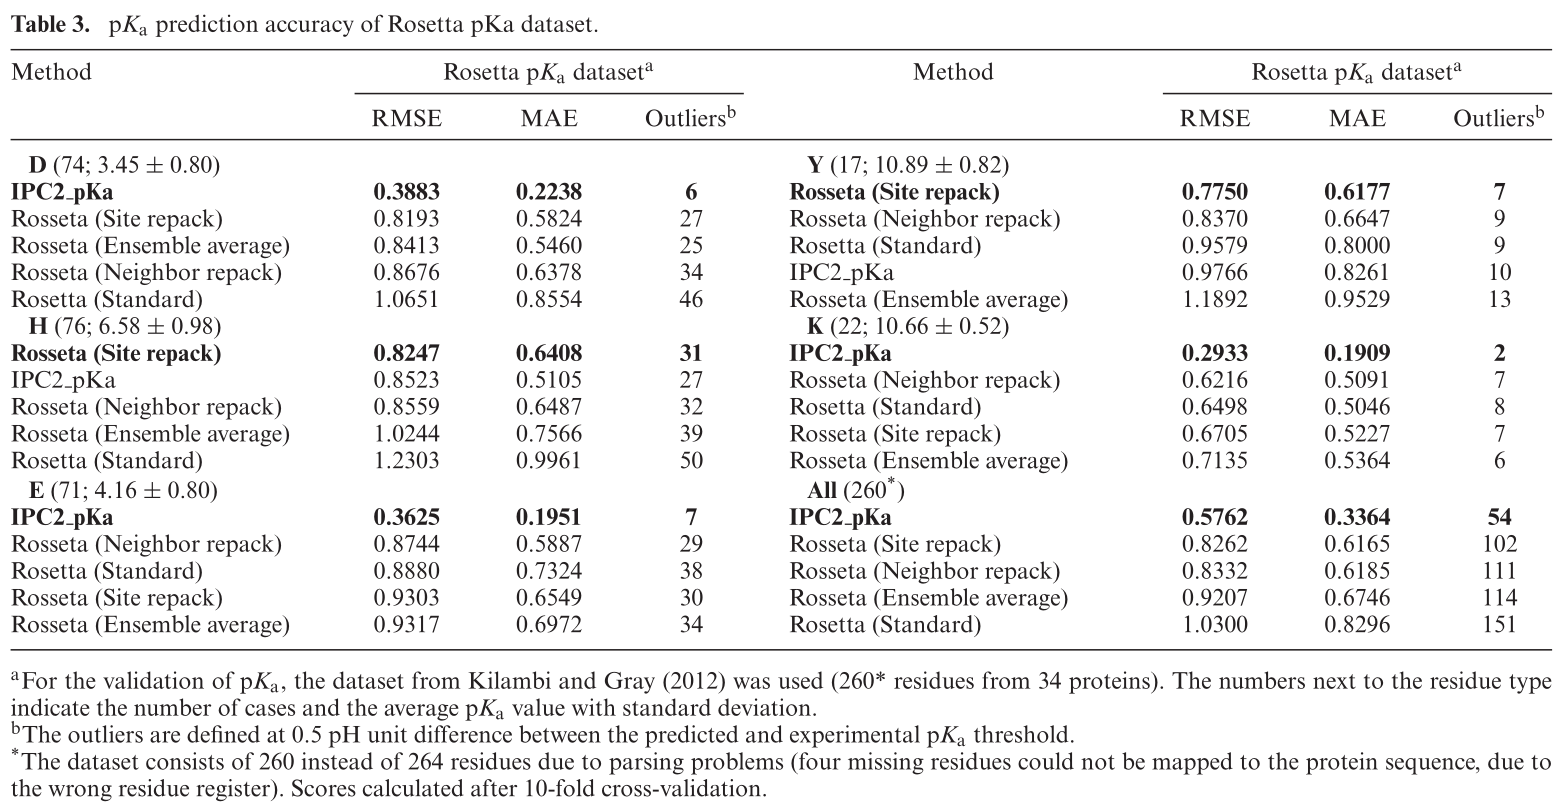 Table 3. pKa prediction accuracy of Rosetta pKa dataset.
Method Rosetta pKa dataseta Method Rosetta pKa dataseta
RMSE MAE Outliersb RMSE MAE Outliersb
D (74; 3.45 ± 0.80) Y (17; 10.89 ± 0.82)
IPC2_pKa 0.3883 0.2238 6 Rosseta (Site repack) 0.7750 0.6177 7
Rosseta (Site repack) 0.8193 0.5824 27 Rosseta (Neighbor repack) 0.8370 0.6647 9
Rosseta (Ensemble average) 0.8413 0.5460 25 Rosetta (Standard) 0.9579 0.8000 9
Rosseta (Neighbor repack) 0.8676 0.6378 34 IPC2_pKa 0.9766 0.8261 10
Rosetta (Standard) 1.0651 0.8554 46 Rosseta (Ensemble average) 1.1892 0.9529 13
H (76; 6.58 ± 0.98) K (22; 10.66 ± 0.52)
Rosseta (Site repack) 0.8247 0.6408 31 IPC2_pKa 0.2933 0.1909 2
IPC2_pKa 0.8523 0.5105 27 Rosseta (Neighbor repack) 0.6216 0.5091 7
Rosseta (Neighbor repack) 0.8559 0.6487 32 Rosetta (Standard) 0.6498 0.5046 8
Rosseta (Ensemble average) 1.0244 0.7566 39 Rosseta (Site repack) 0.6705 0.5227 7
Rosetta (Standard) 1.2303 0.9961 50 Rosseta (Ensemble average) 0.7135 0.5364 6
E (71; 4.16 ± 0.80) All (260*)
IPC2_pKa 0.3625 0.1951 7 IPC2_pKa 0.5762 0.3364 54
Rosseta (Neighbor repack) 0.8744 0.5887 29 Rosseta (Site repack) 0.8262 0.6165 102
Rosetta (Standard) 0.8880 0.7324 38 Rosseta (Neighbor repack) 0.8332 0.6185 111
Rosseta (Site repack) 0.9303 0.6549 30 Rosseta (Ensemble average) 0.9207 0.6746 114
Rosseta (Ensemble average) 0.9317 0.6972 34 Rosetta (Standard) 1.0300 0.8296 151
a For the validation of pKa, the dataset from Kilambi and Gray (2012) was used (260* residues from 34 proteins). The numbers next to the residue type
indicate the number of cases and the average pKa value with standard deviation.
b The outliers are defined at 0.5 pH unit difference between the predicted and experimental pKa threshold.
* The dataset consists of 260 instead of 264 residues due to parsing problems (four missing residues could not be mapped to the protein sequence, due to
the wrong residue register). Scores calculated after 10-fold cross-validation.